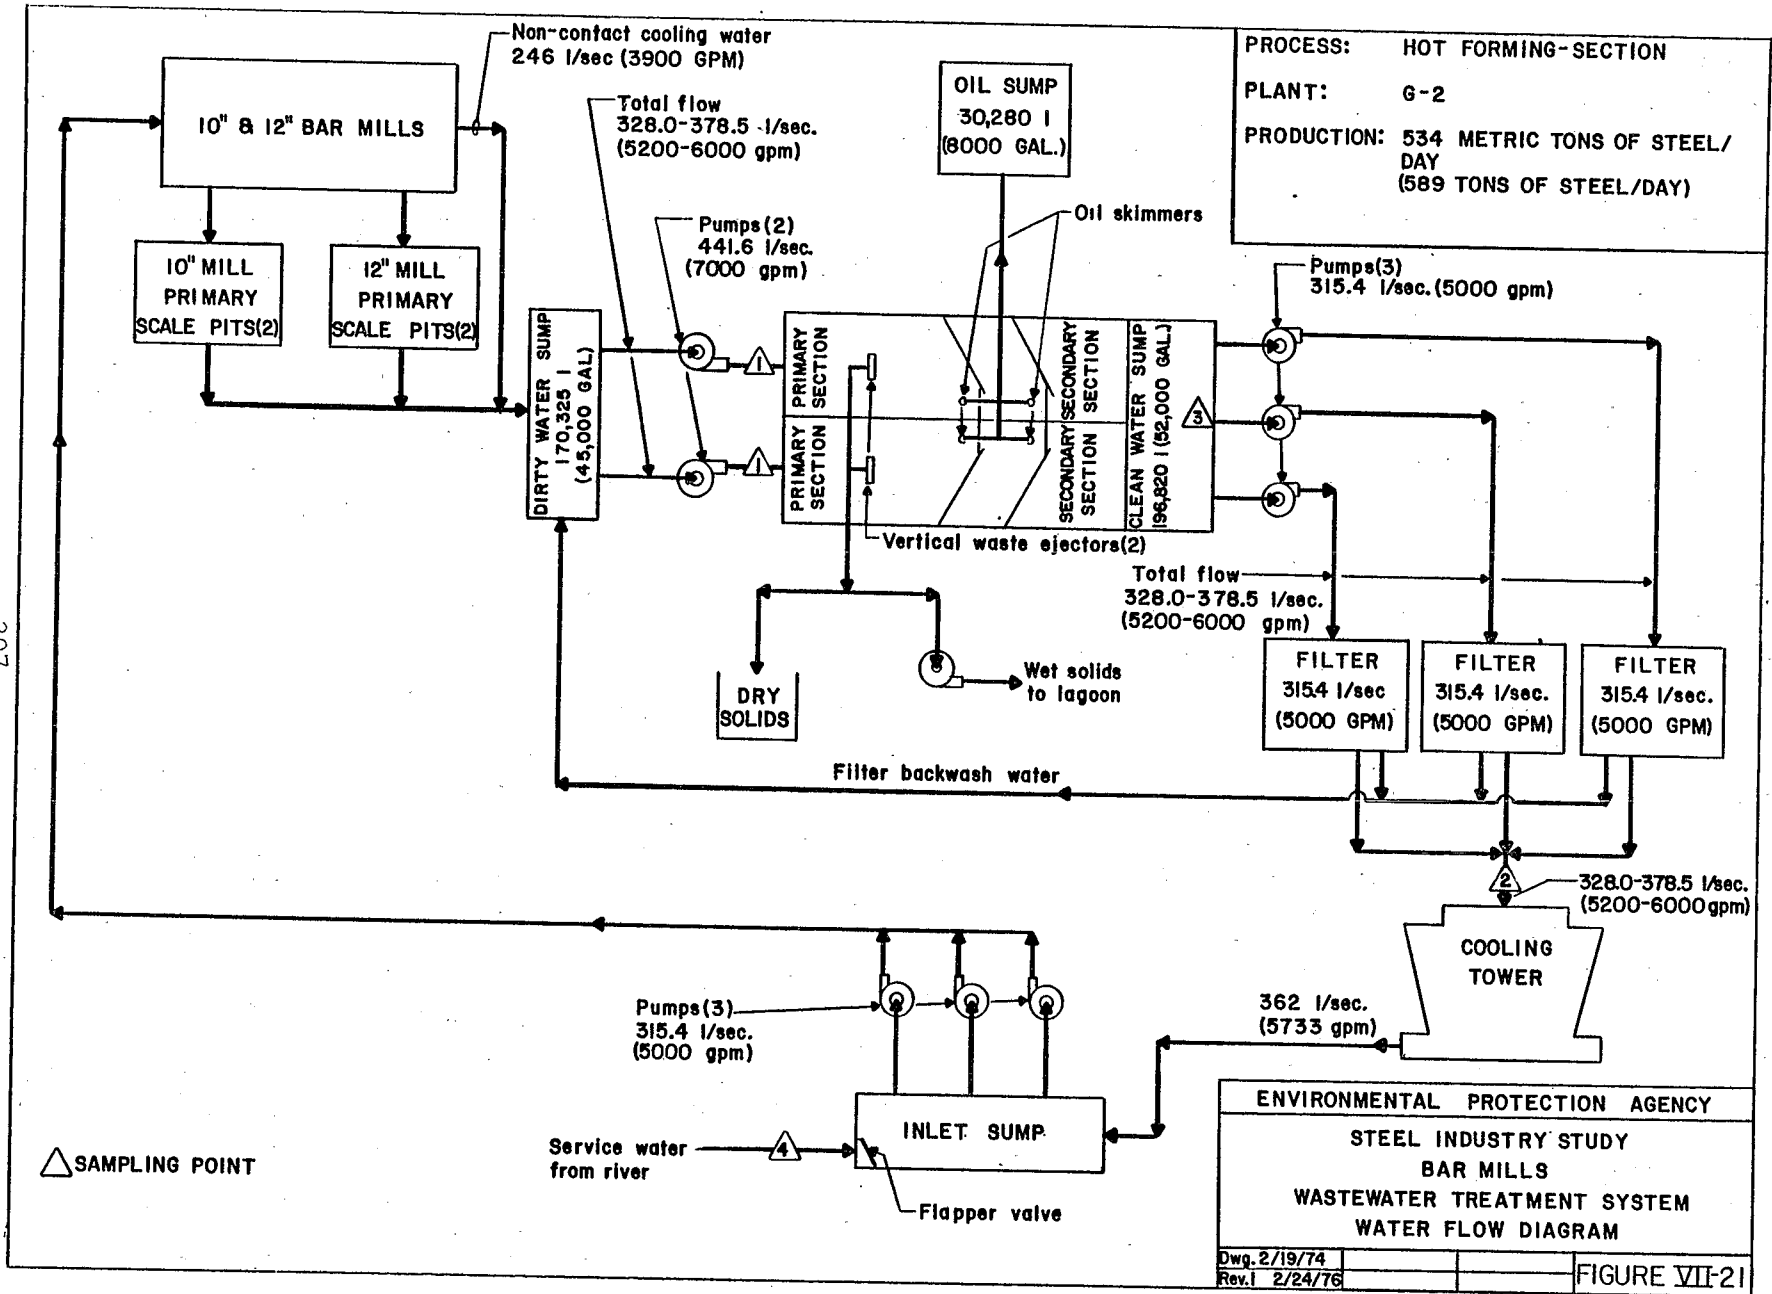 Non-contact cooling water
246 l/sec (3900 GPM)
10" & 12" BAR MILLS
Total flow
328.0-378.5 l/sec.
(5200-6000 gpm)
OIL SUMP
30,280 l
(8000 GAL.)
PROCESS: HOT FORMING-SECTION
PLANT: G-2
PRODUCTION: 534 METRIC TONS OF STEEL/
DAY
(589 TONS OF STEEL/DAY)
Pumps(2)
441.6 l/sec.
(7000 gpm)
Oil skimmers
Pumps(3)
315.4 l/sec. (5000 gpm)
10" MILL
PRIMARY
SCALE PITS(2)
12" MILL
PRIMARY
SCALE PITS(2)
DIRTY WATER SUMP
170,325 l
(45,000 GAL)
1
1
PRIMARY
SECTION
PRIMARY
SECTION
SECONDARY
SECTION
SECONDARY
SECTION
CLEAN WATER SUMP
196,820 l (52,000 GAL.)
3
Vertical waste ejectors(2)
Total flow
328.0-378.5 l/sec.
(5200-6000 gpm)
DRY
SOLIDS
Wet solids
to lagoon
FILTER
315.4 l/sec
(5000 GPM)
FILTER
315.4 l/sec.
(5000 GPM)
FILTER
315.4 l/sec.
(5000 GPM)
Filter backwash water
2
328.0-378.5 l/sec.
(5200-6000 gpm)
COOLING
TOWER
362 l/sec.
(5733 gpm)
Pumps(3)
315.4 l/sec.
(5000 gpm)
INLET SUMP
Service water
from river
4
Flapper valve
SAMPLING POINT
ENVIRONMENTAL PROTECTION AGENCY
STEEL INDUSTRY STUDY
BAR MILLS
WASTEWATER TREATMENT SYSTEM
WATER FLOW DIAGRAM
Dwg. 2/19/74
Rev.1 2/24/76
FIGURE VII-21